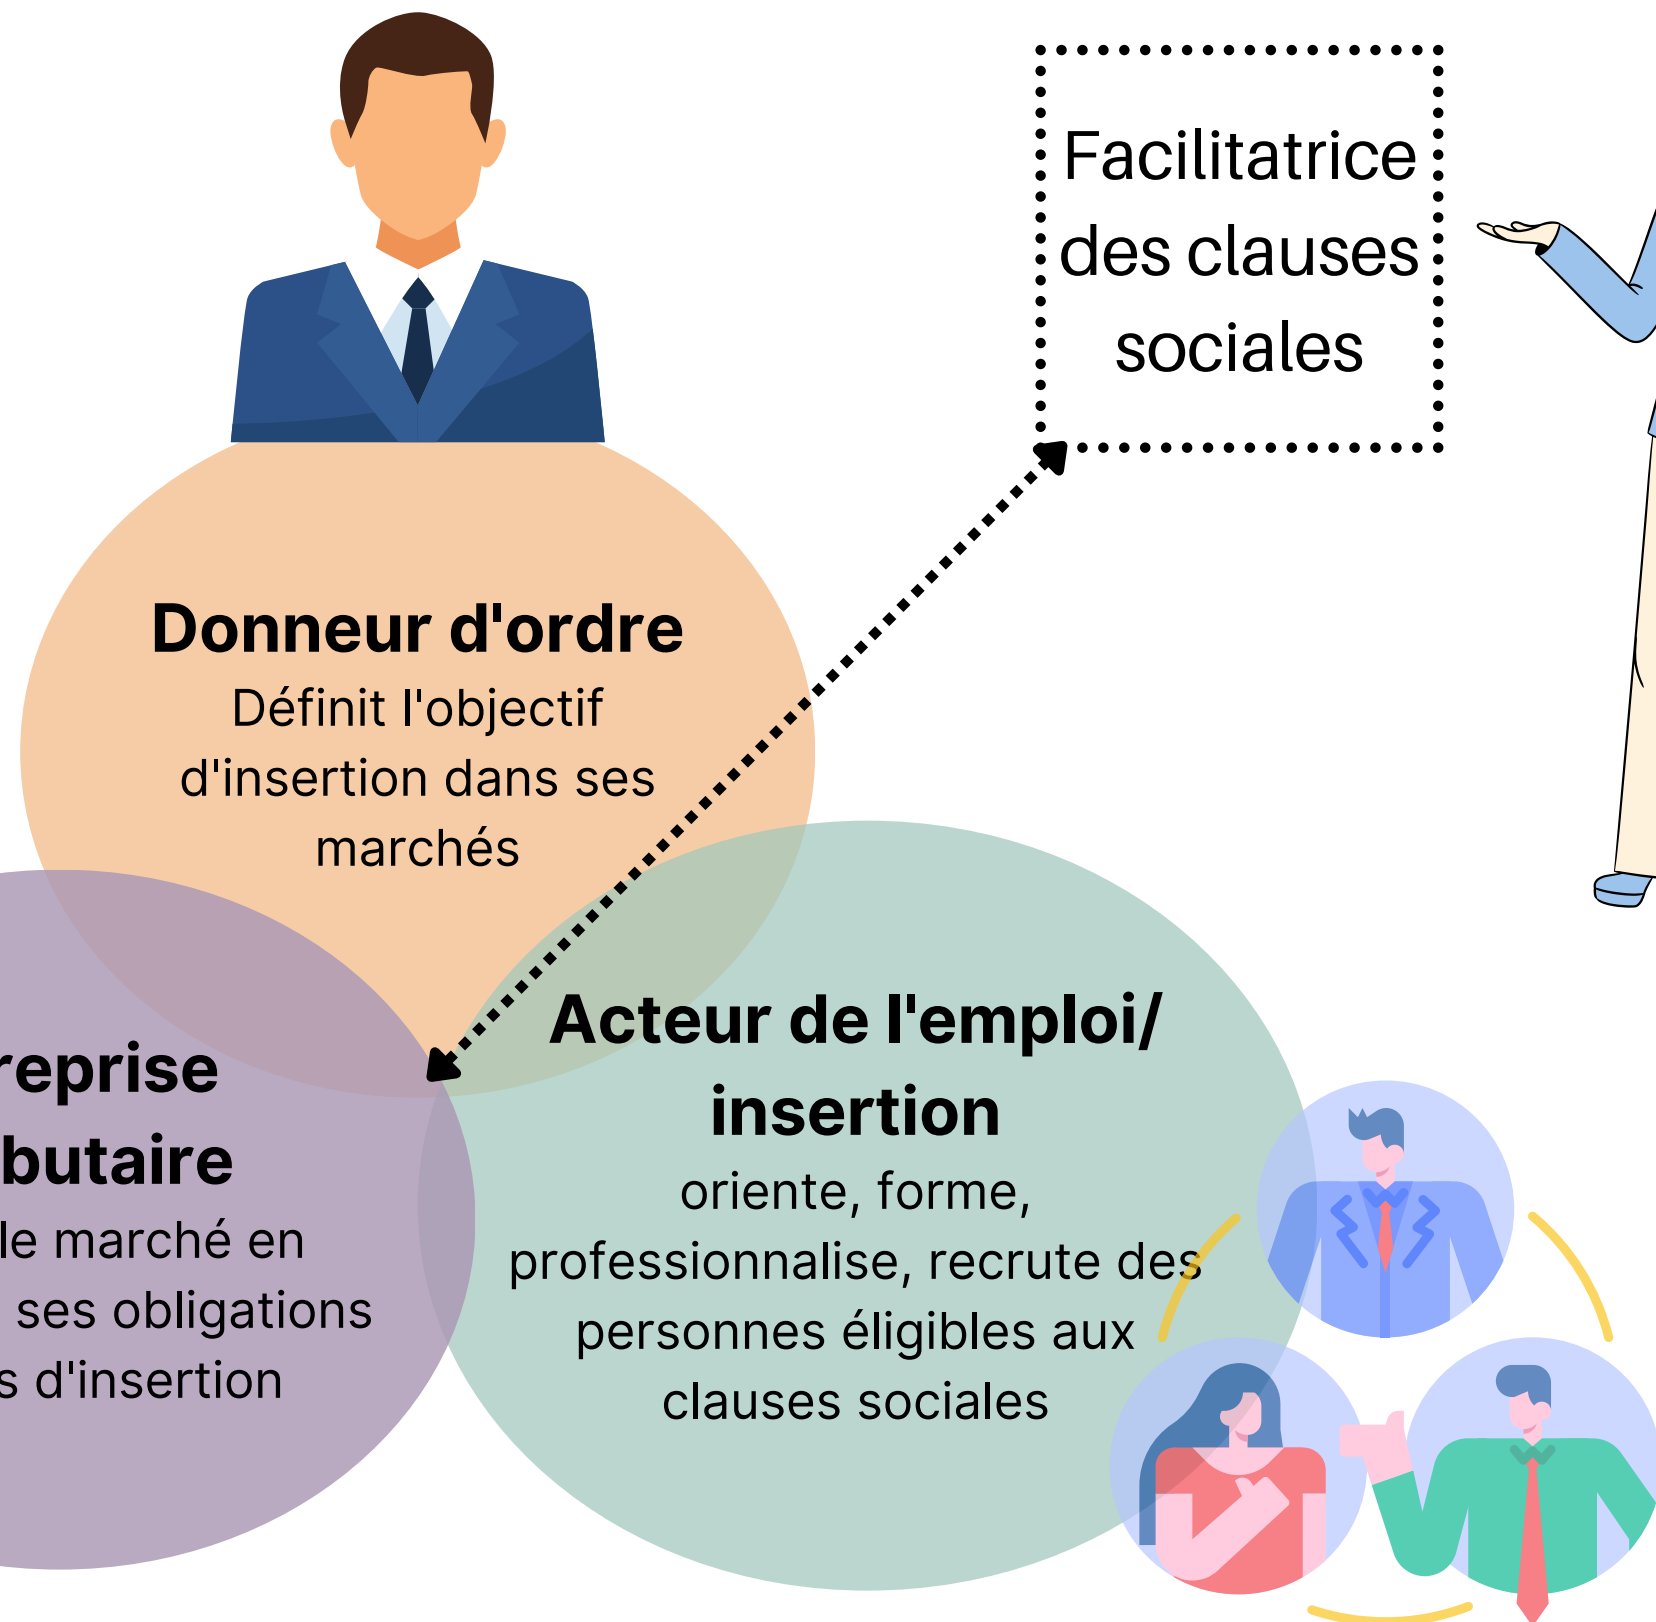 Facilitatrice
des clauses
sociales
Donneur d'ordre
Définit l'objectif
d'insertion dans ses
marchés
Acteur de l'emploi/
insertion
oriente, forme,
professionnalise, recrute des
personnes éligibles aux
clauses sociales
reprise
butaire
le marché en
ses obligations
s d'insertion